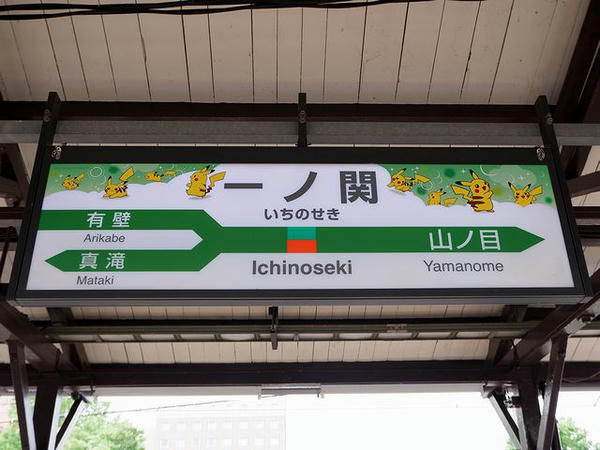 一ノ関
いちのせき
有壁
Arikabe
真滝
Mataki
Ichinoseki
山ノ目
Yamanome